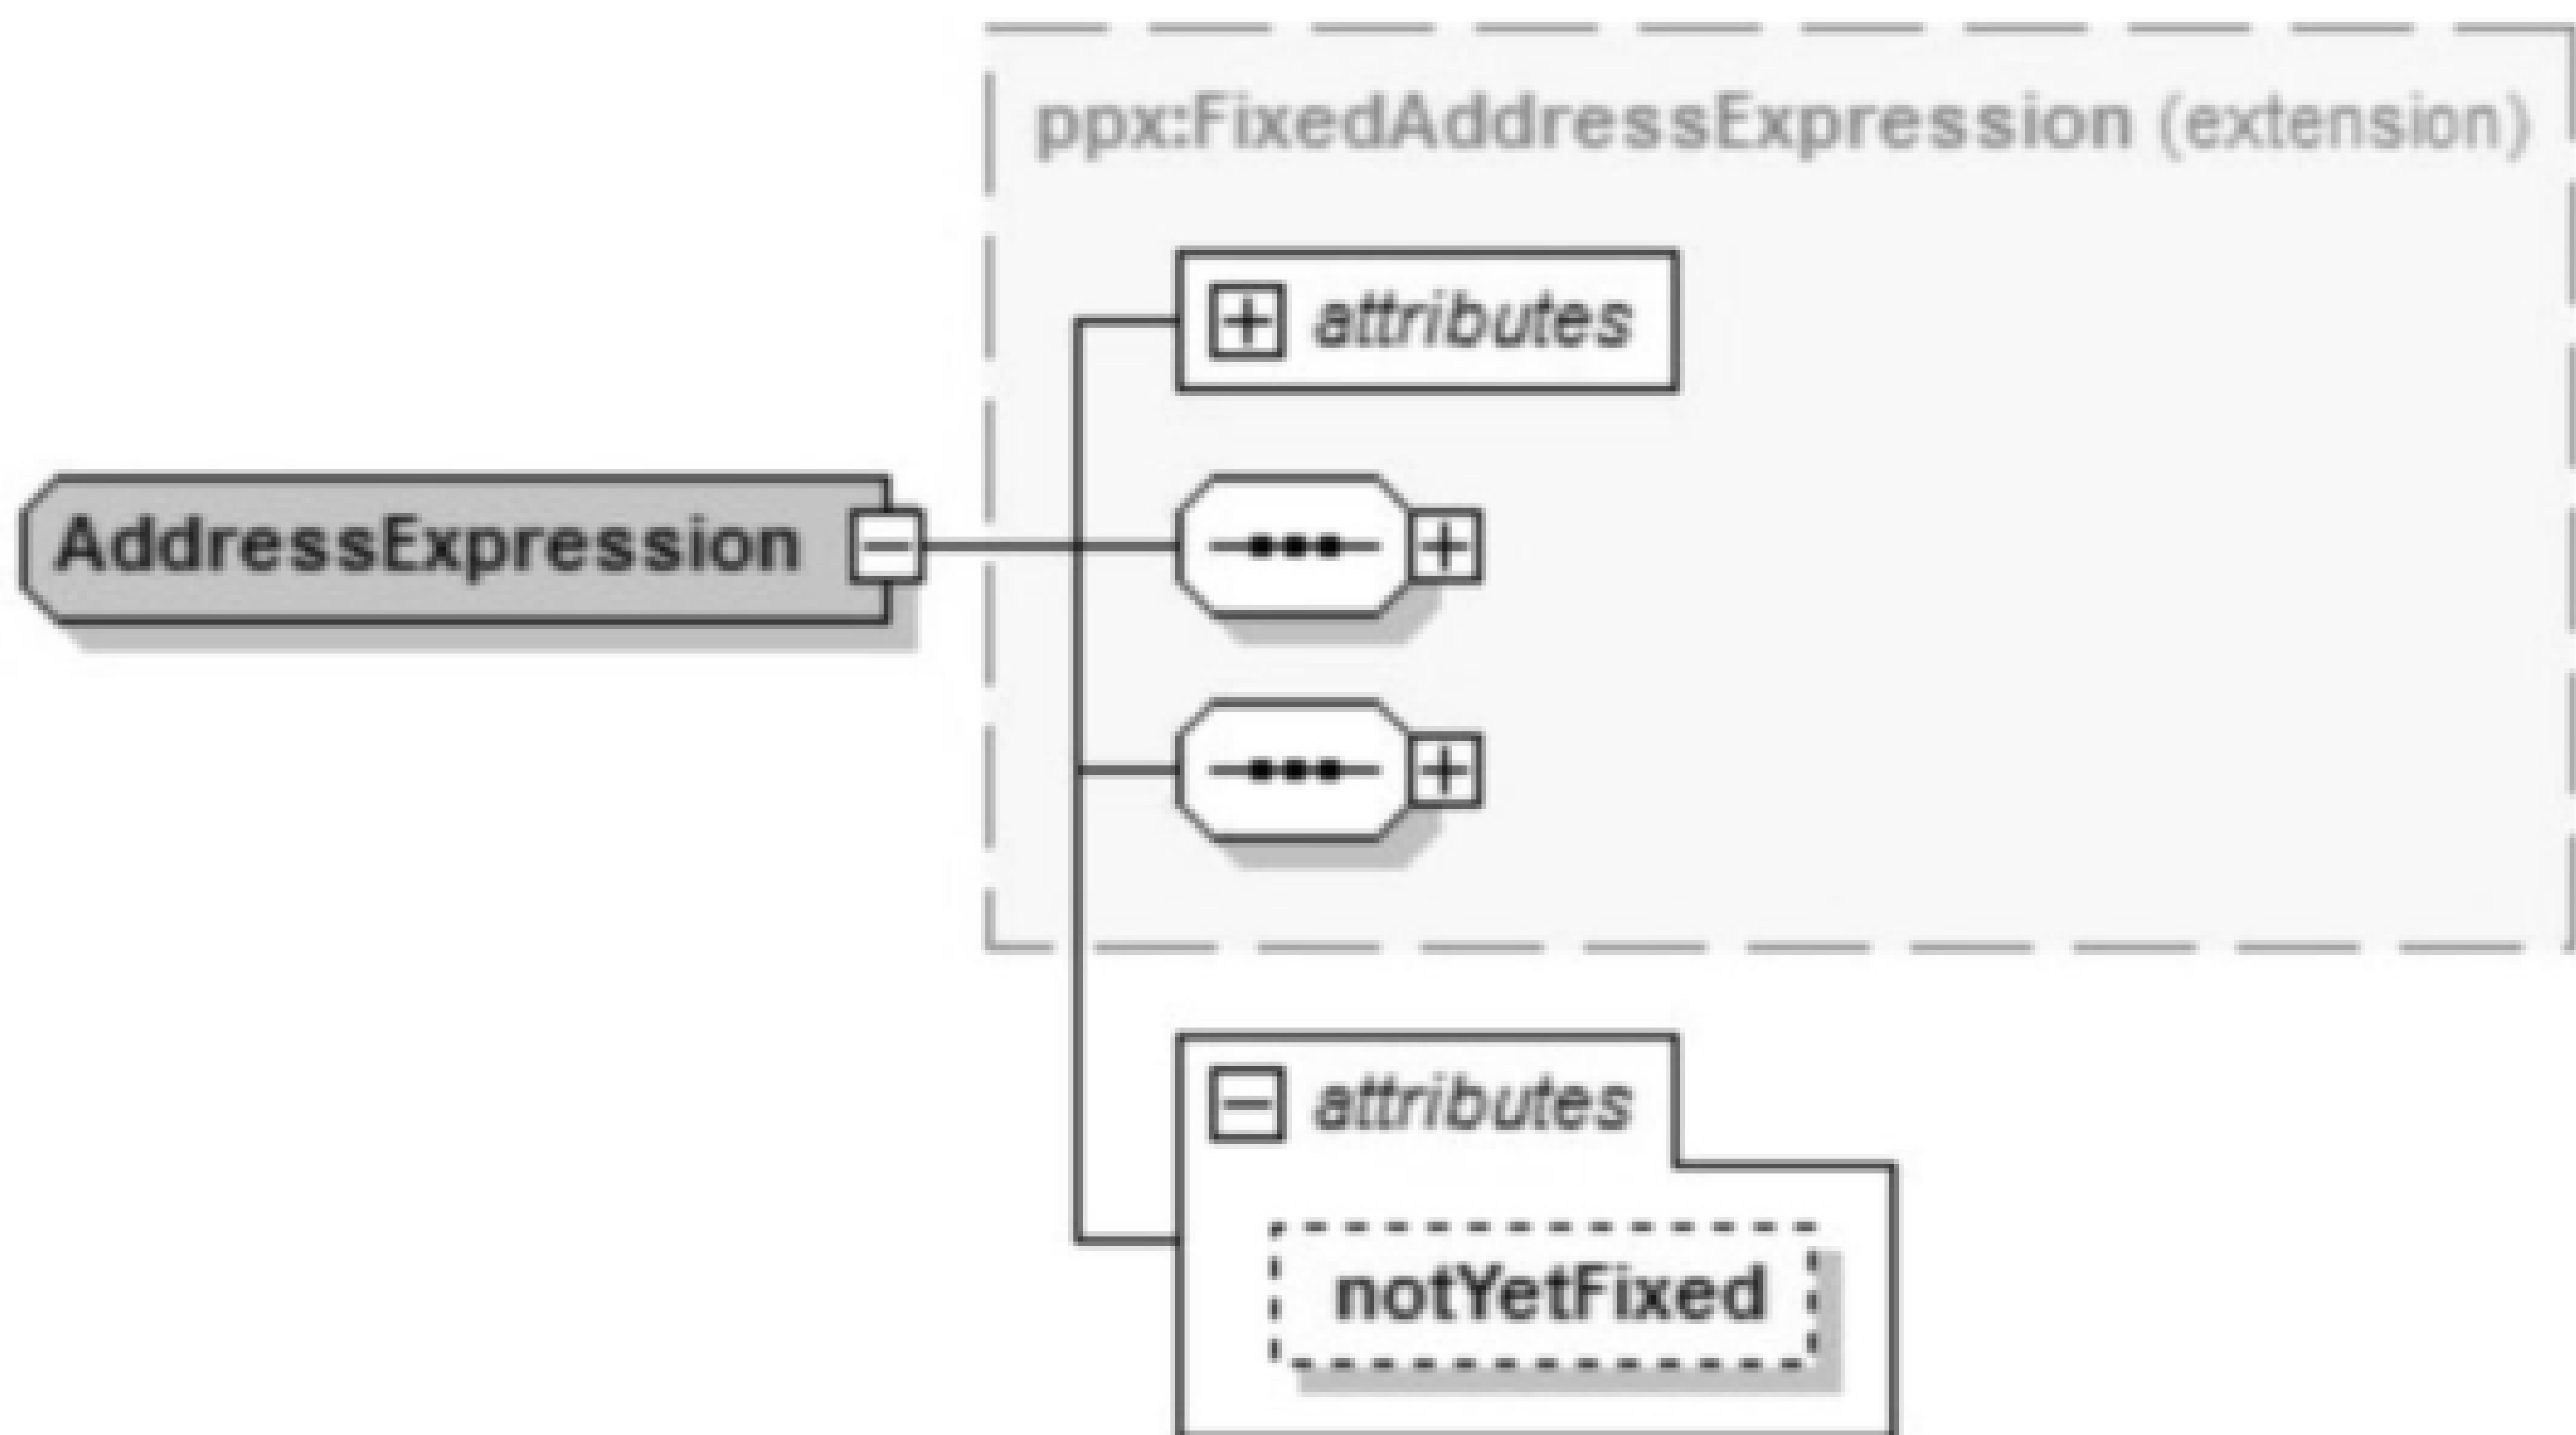 ppx:FixedAddressExpression (extension)
attributes
AddressExpression
attributes
notYetFixed